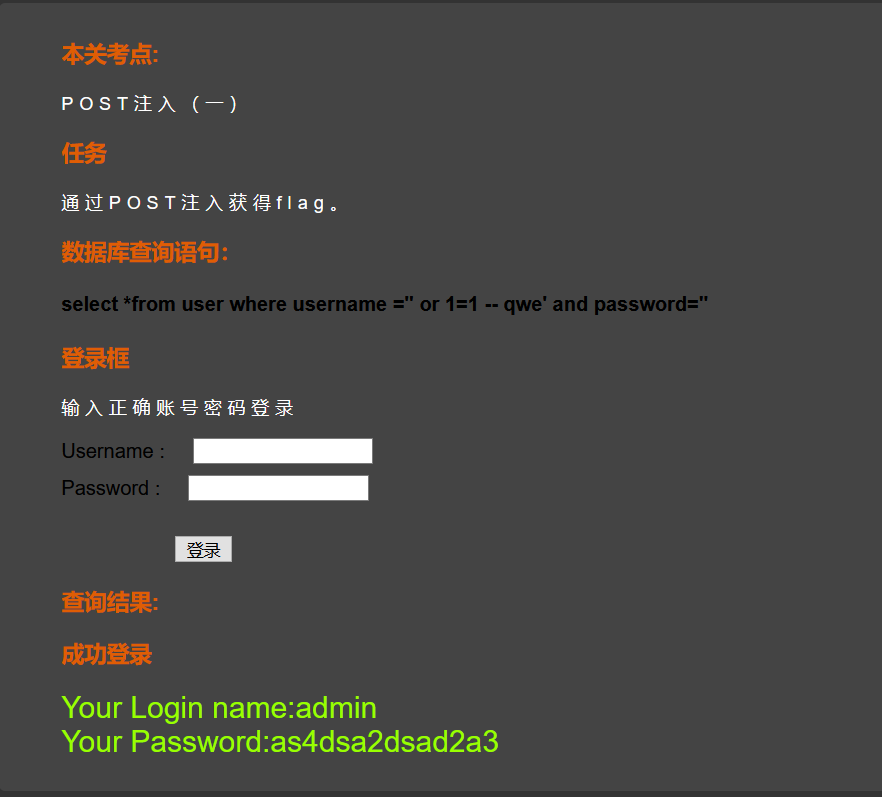 本关考点:
POST注入（一）
任务
通过POST注入获得flag。
数据库查询语句：
select *from user where username ='' or 1=1 -- qwe' and password=''
登录框
输入正确账号密码登录
Username :
Password :
登录
查询结果:
成功登录
Your Login name:admin
Your Password:as4dsa2dsad2a3